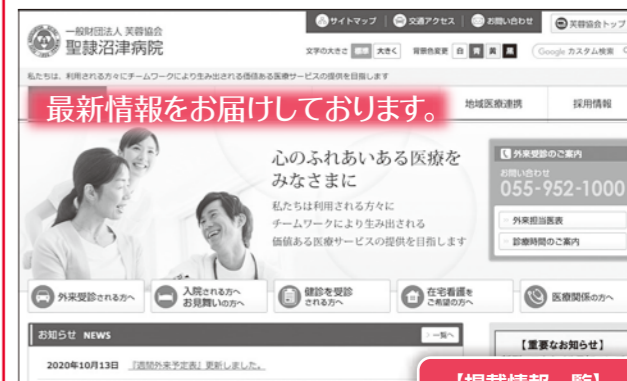 サイトマップ
交通アクセス
お問い合わせ
芙蓉協会トップ
一般財団法人 芙蓉協会
聖隷沼津病院
文字の大きさ 標準 大きく 背景色変更 白 青 黄 黒
Google カスタム検索
私たちは、利用される方々にチームワークにより生み出される価値ある医療サービスの提供を目指します
最新情報をお届けしております。
地域医療連携
採用情報
心のふれあいある医療を
みなさまに
私たちは利用される方々に
チームワークにより生み出される
価値ある医療サービスの提供を目指します
外来受診のご案内
お問い合わせ
055-952-1000
外来担当医表
診療時間のご案内
外来受診される方へ
入院される方へ
お見舞いの方へ
健診を受診
される方へ
在宅看護を
ご希望の方へ
医療関係の方へ
お知らせ NEWS
一覧へ
【重要なお知らせ】
2020年10月13日 『週間外来予定表』更新しました。
【掲載情報一覧】